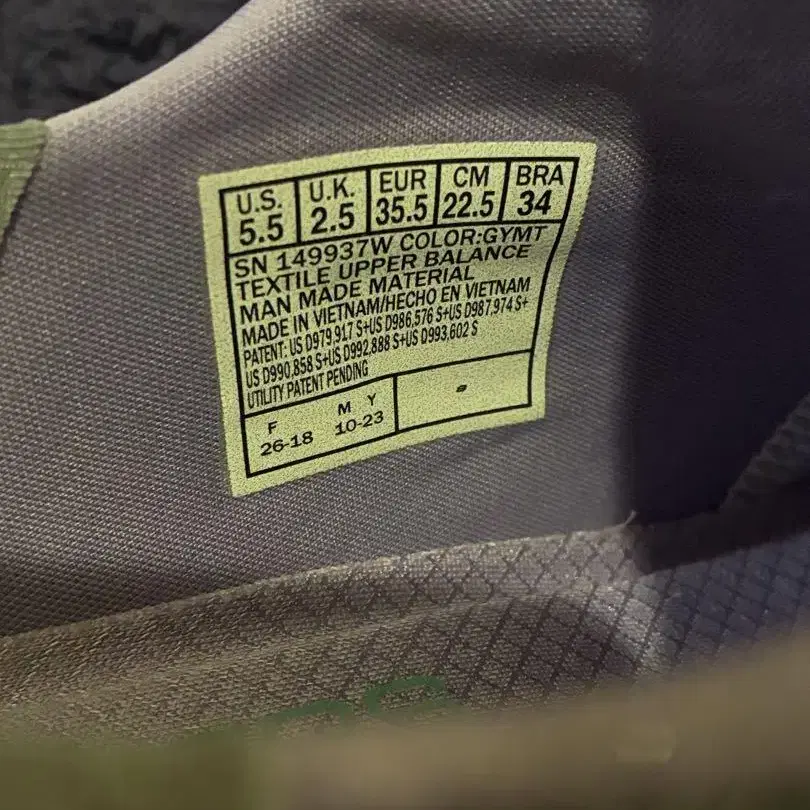 U.S. U.K. EUR CM BRA
5.5 2.5 35.5 22.5 34
SN 149937W COLOR:GYMT
TEXTILE UPPER BALANCE
MAN MADE MATERIAL
MADE IN VIETNAM/HECHO EN VIETNAM
PATENT: US D979,917 S+US D986,576 S+US D987,974 S+
US D990,858 S+US D992,888 S+US D993,602 S
UTILITY PATENT PENDING
F M Y
26-18 10-23